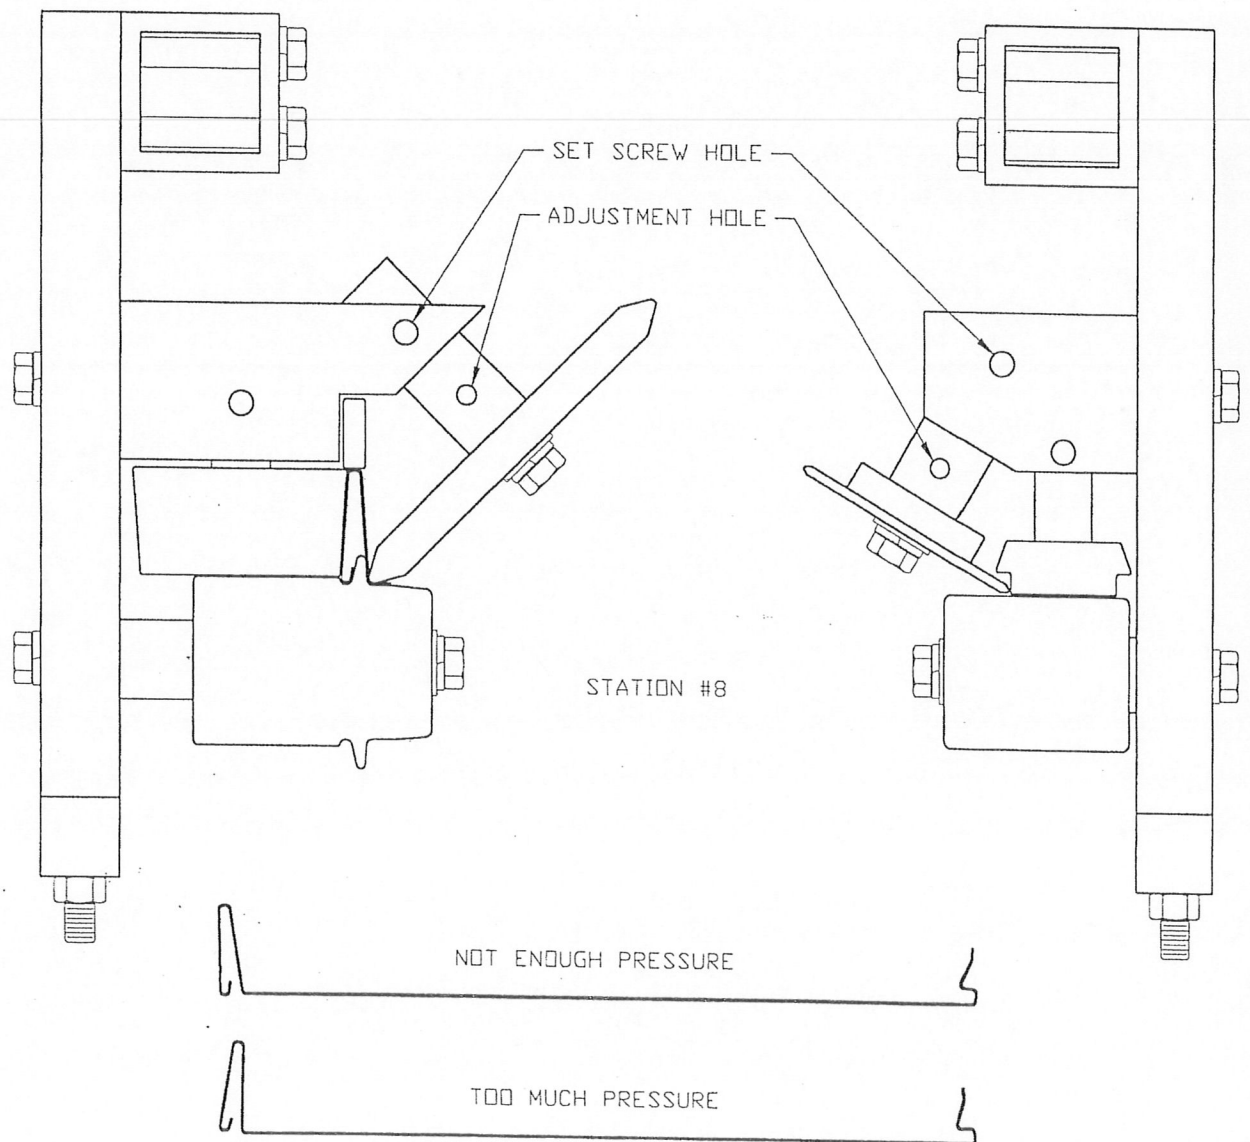 SET SCREW HOLE
ADJUSTMENT HOLE
STATION #8
NOT ENOUGH PRESSURE
TOO MUCH PRESSURE